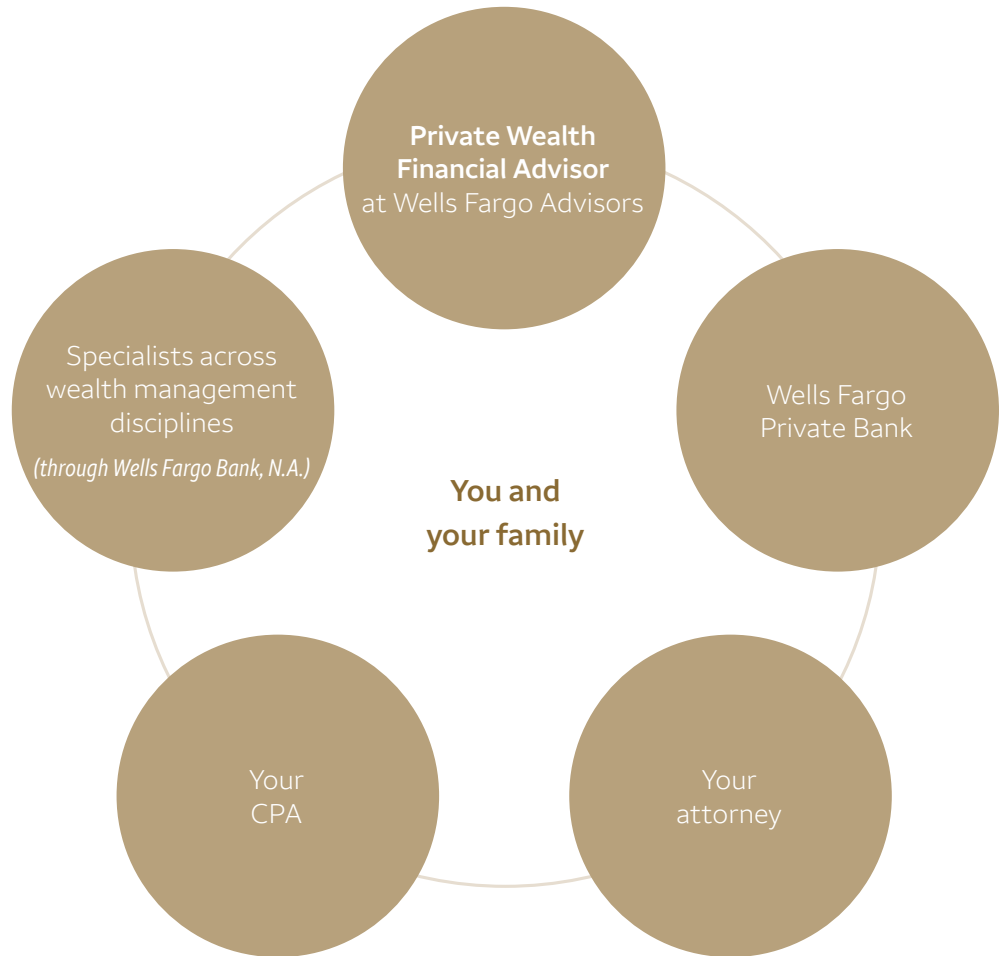 Private Wealth
Financial Advisor
at Wells Fargo Advisors
Specialists across
wealth management
disciplines
(through Wells Fargo Bank, N.A.)
Wells Fargo
Private Bank
You and
your family
Your
CPA
Your
attorney